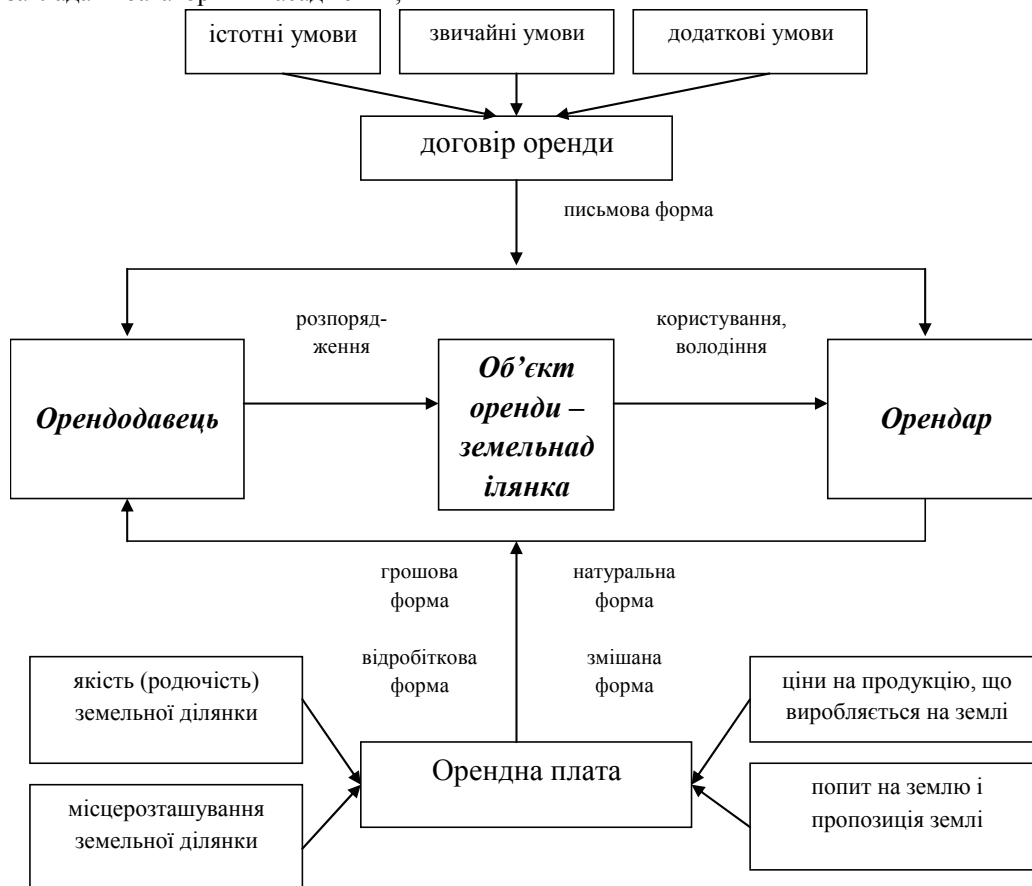 істотні умови
звичайні умови
додаткові умови
договір оренди
письмова форма
розпоряд-
ження
користування,
володіння
Орендодавець
Об’єкт
оренди –
земельнад
ілянка
Орендар
грошова
форма
натуральна
форма
відробіткова
форма
змішана
форма
якість (родючість)
земельної ділянки
ціни на продукцію, що
виробляється на землі
Орендна плата
місцерозташування
земельної ділянки
попит на землю і
пропозиція землі